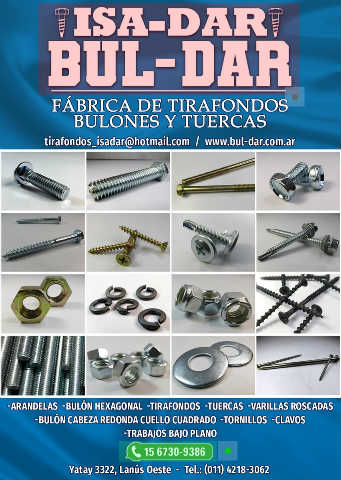 ISA-DAR
BUL-DAR
FÁBRICA DE TIRAFONDOS
BULONES Y TUERCAS
tirafondos_isadar@hotmail.com / www.bul-dar.com.ar
-ARANDELAS -BULÓN HEXAGONAL -TIRAFONDOS -TUERCAS -VARILLAS ROSCADAS
-BULÓN CABEZA REDONDA CUELLO CUADRADO -TORNILLOS -CLAVOS
-TRABAJOS BAJO PLANO
15 6730-9386
Yatay 3322, Lanús Oeste - Tel.: (011) 4218-3062